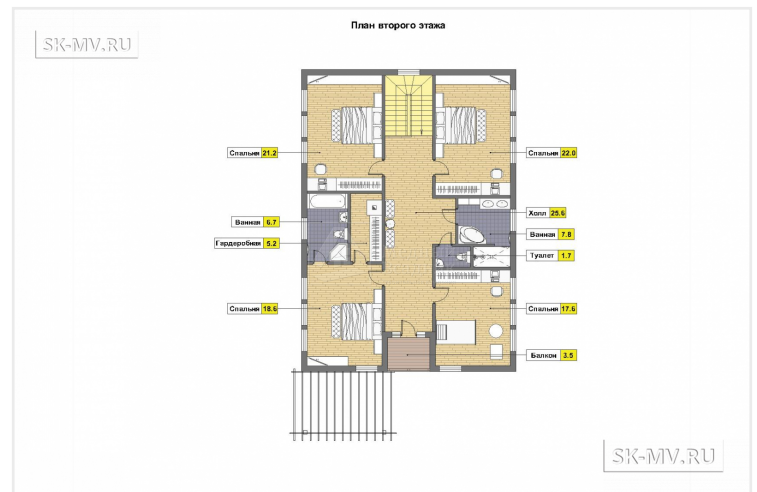 План второго этажа
SK-MV.RU
Спальня 21.2
Спальня 22.0
Холл 25.6
Ванная 6.7
Ванная 7.8
Гардеробная 5.2
Туалет 1.7
Спальня 18.6
Спальня 17.6
Балкон 3.5
SK-MV.RU